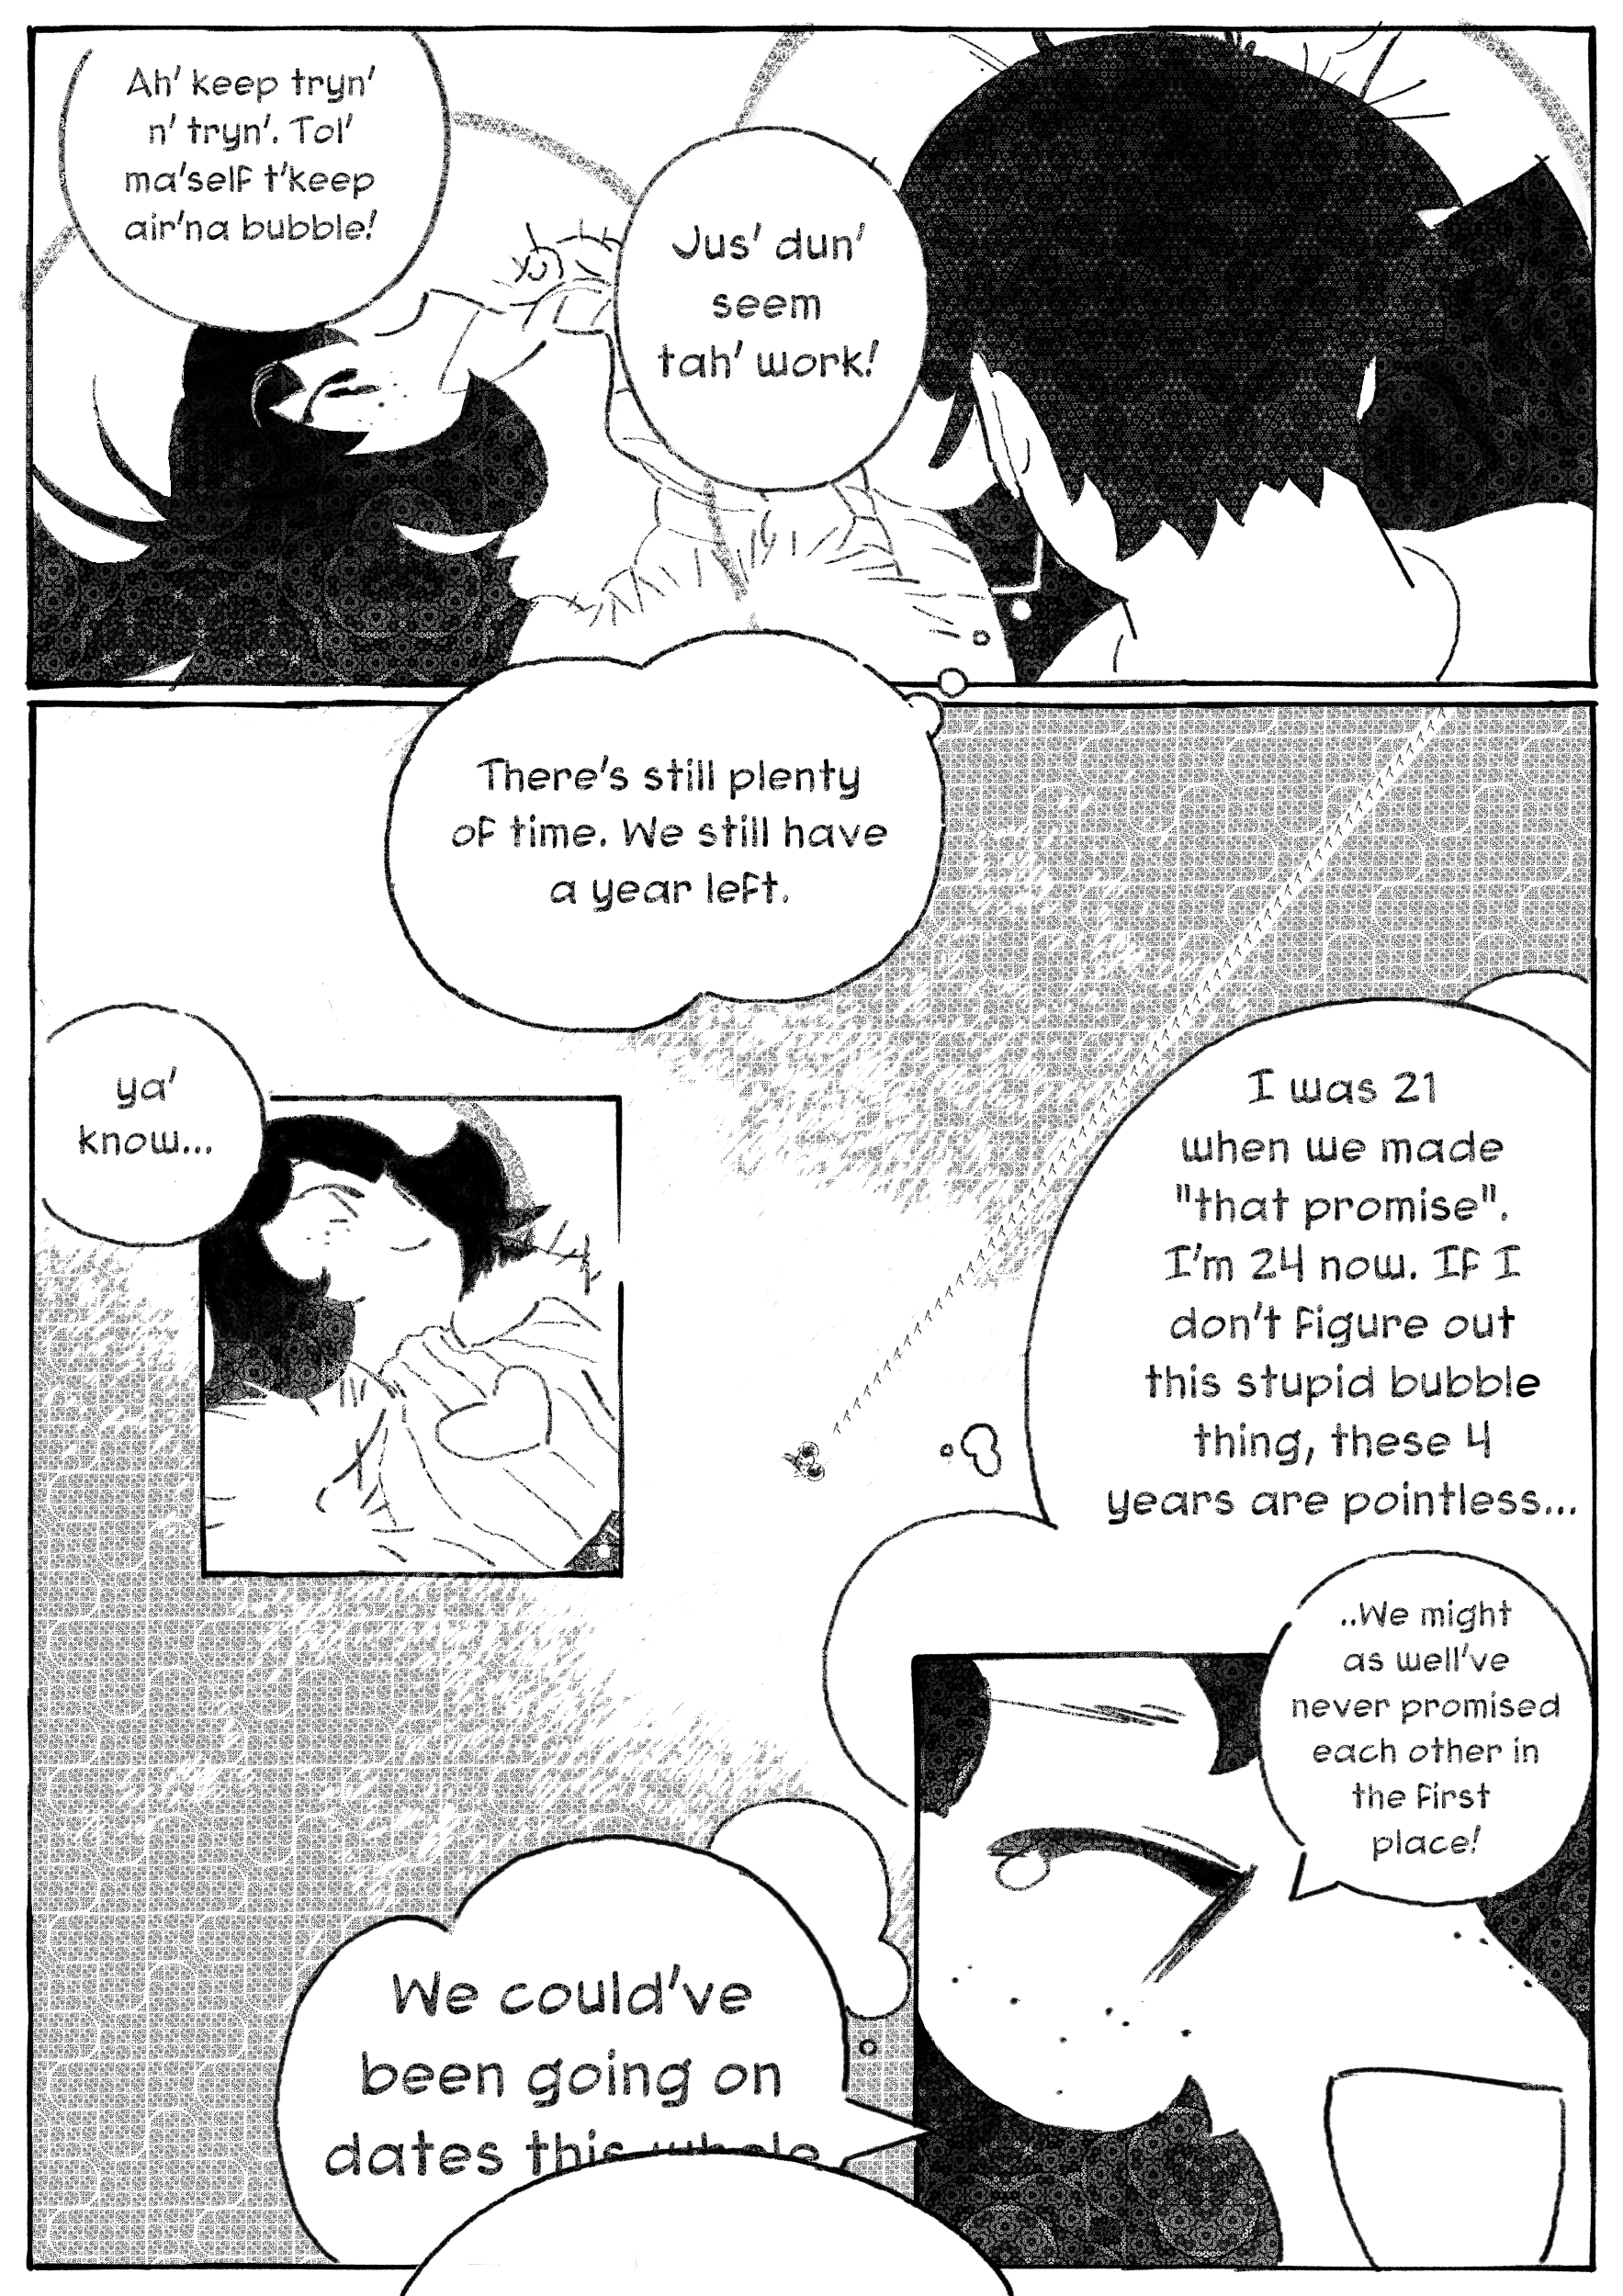 Ah' keep tryn'
n' tryn'. Tol'
ma'self t'keep
air'na bubble!
Jus' dun'
seem
tah' work!
There's still plenty
of time. We still have
a year left.
ya'
know...
I was 21
when we made
"that promise".
I'm 24 now. If I
don't figure out
this stupid bubble
thing, these 4
years are pointless...
..We might
as well've
never promised
each other in
the first
place!
We could've
been going on
dates this whole